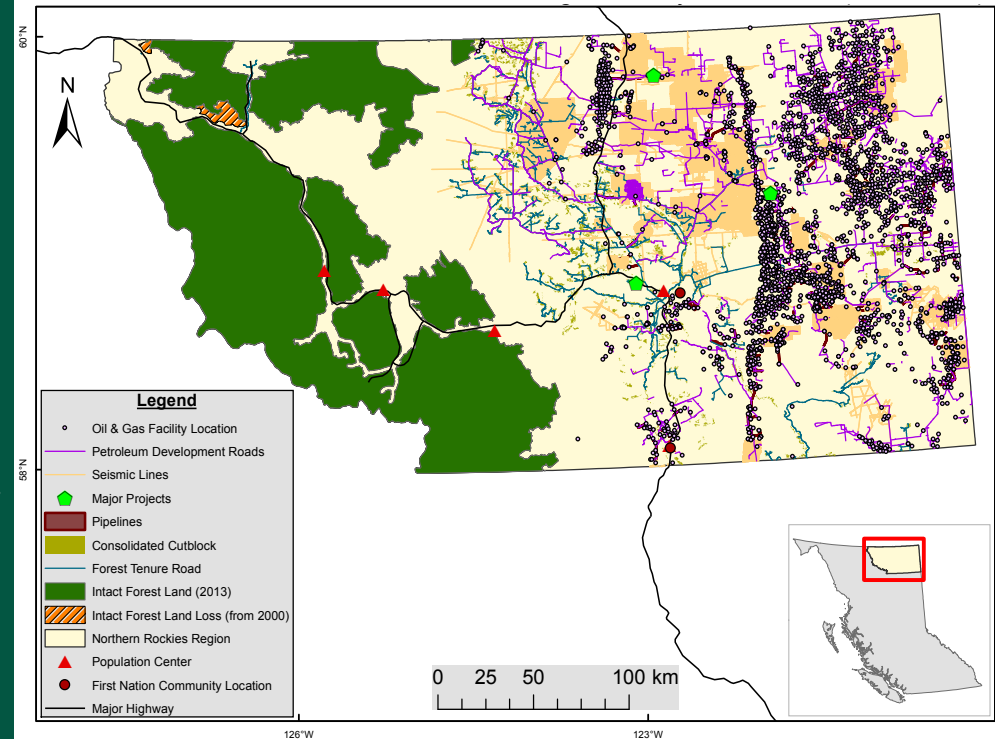 60°N
N
58°N
Legend
Oil & Gas Facility Location
Petroleum Development Roads
Seismic Lines
Major Projects
Pipelines
Consolidated Cutblock
Forest Tenure Road
Intact Forest Land (2013)
Intact Forest Land Loss (from 2000)
Northern Rockies Region
Population Center
First Nation Community Location
Major Highway
0 25 50 100 km
126°W 123°W